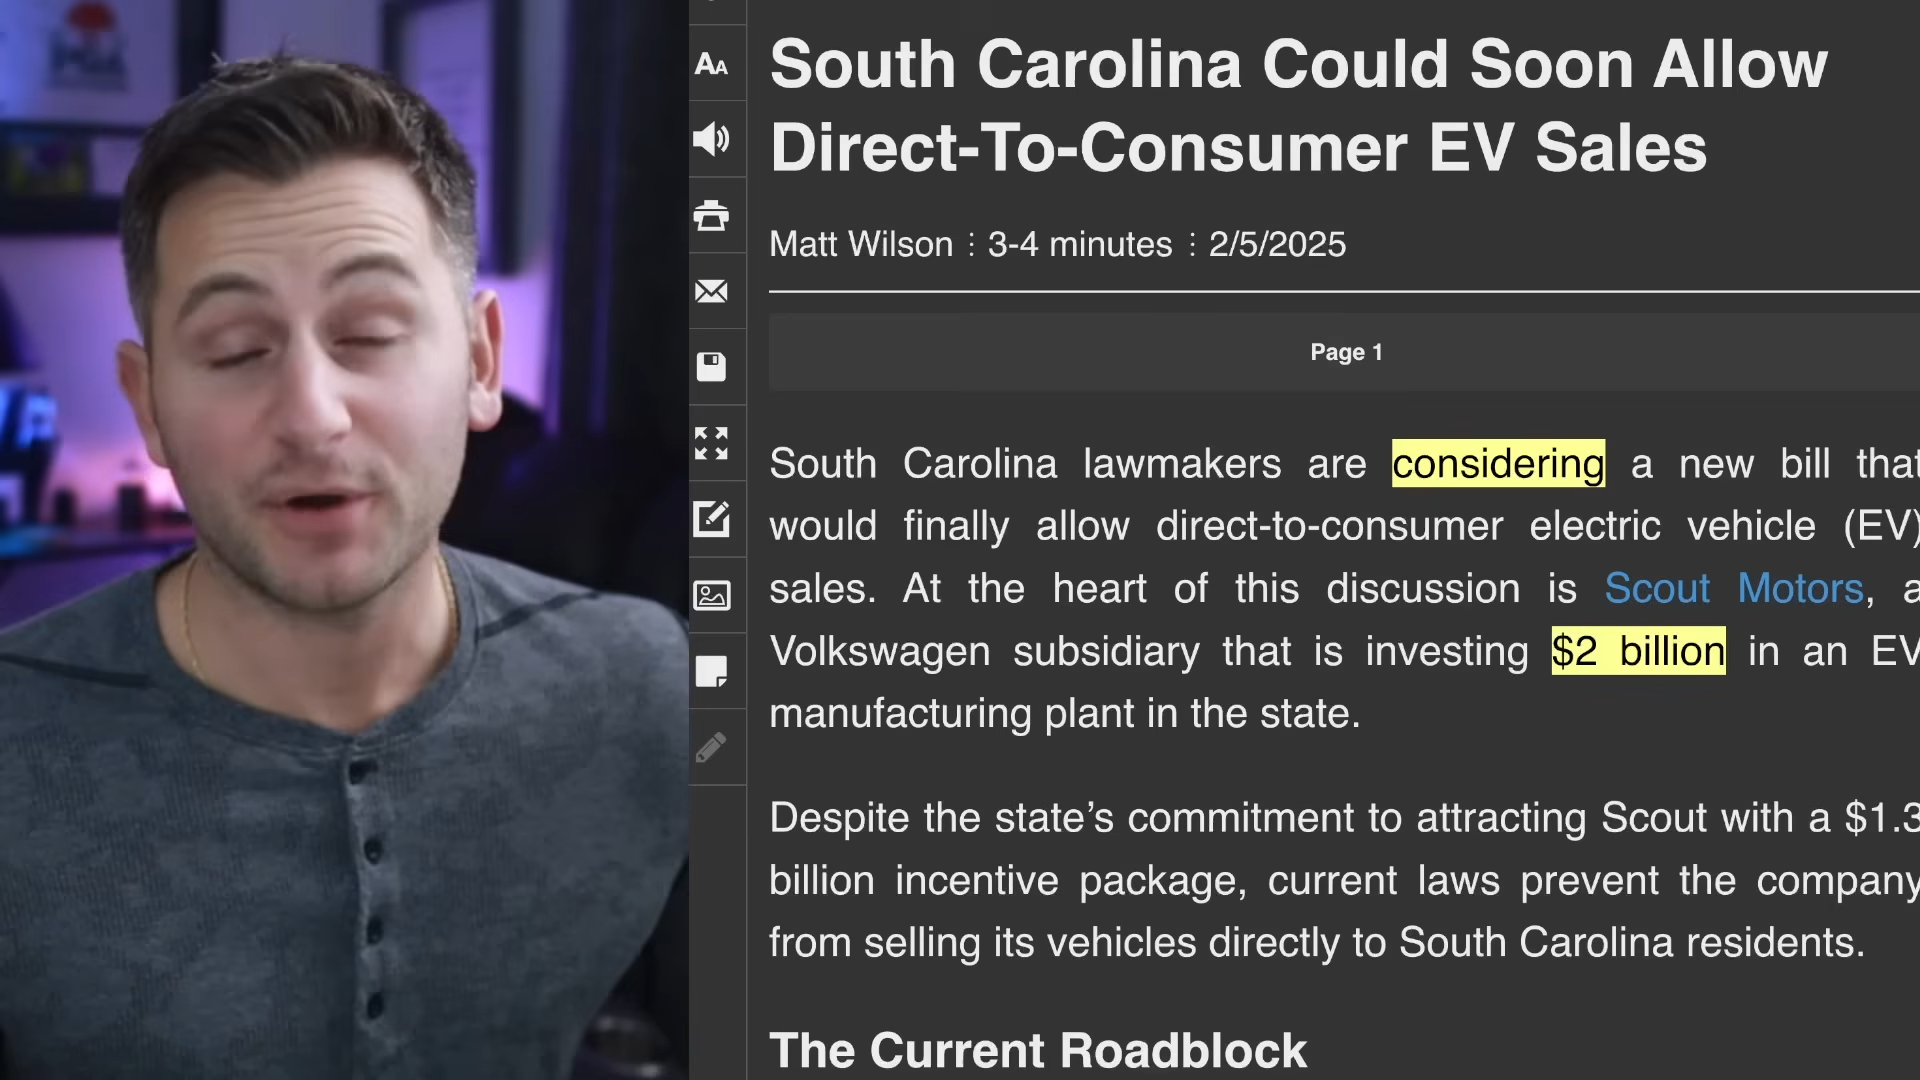 South Carolina Could Soon Allow
Direct-To-Consumer EV Sales
Matt Wilson ⋮ 3-4 minutes ⋮ 2/5/2025
Page 1
South Carolina lawmakers are considering a new bill that
would finally allow direct-to-consumer electric vehicle (EV)
sales. At the heart of this discussion is Scout Motors, a
Volkswagen subsidiary that is investing $2 billion in an EV
manufacturing plant in the state.
Despite the state’s commitment to attracting Scout with a $1.3
billion incentive package, current laws prevent the company
from selling its vehicles directly to South Carolina residents.
The Current Roadblock